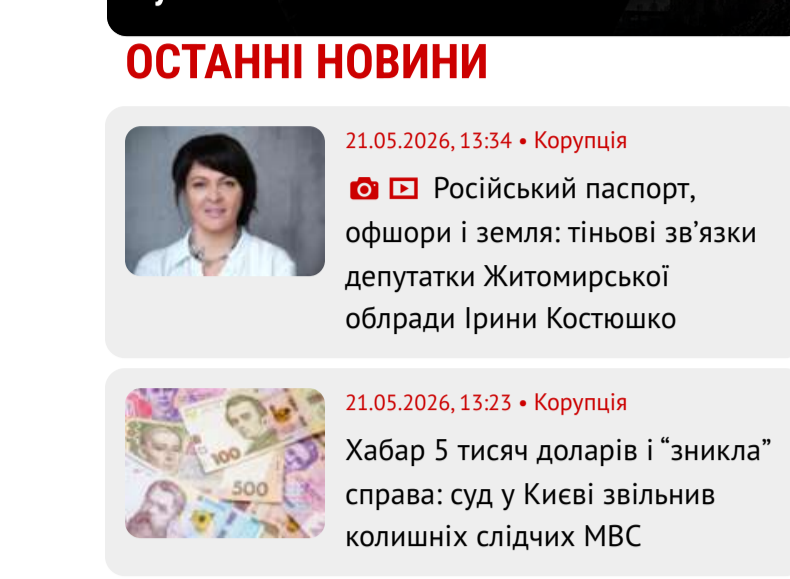 ОСТАННІ НОВИНИ
21.05.2026, 13:34 • Корупція
Російський паспорт,
офшори і земля: тіньові зв’язки
депутатки Житомирської
облради Ірини Костюшко
21.05.2026, 13:23 • Корупція
Хабар 5 тисяч доларів і “зникла”
справа: суд у Києві звільнив
колишніх слідчих МВС
100
500